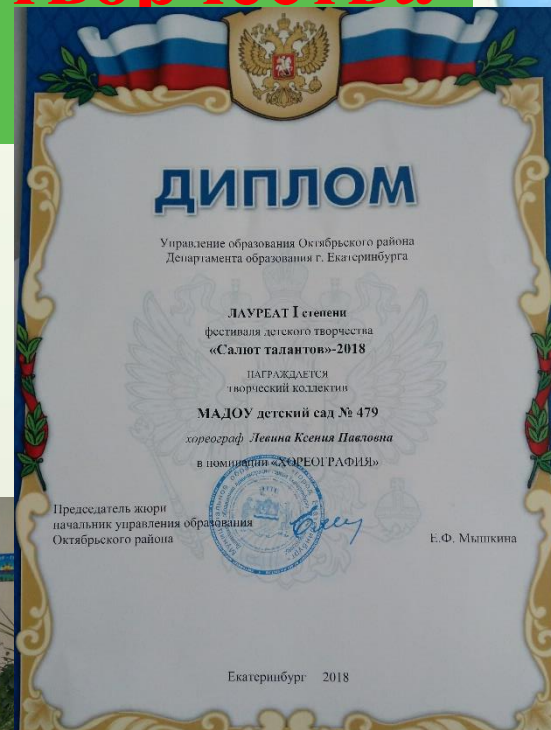 творчества
ДИПЛОМ
Управление образования Октябрьского района
Департамента образования г. Екатеринбурга
ЛАУРЕАТ I степени
фестиваля детского творчества
«Салют талантов»-2018
НАГРАЖДАЕТСЯ
творческий коллектив
МАДОУ детский сад № 479
хореограф Левина Ксения Павловна
в номинации «ХОРЕОГРАФИЯ»
Председатель жюри
начальник управления образования
Октябрьского района
Е.Ф. Мышкина
Екатеринбург 2018